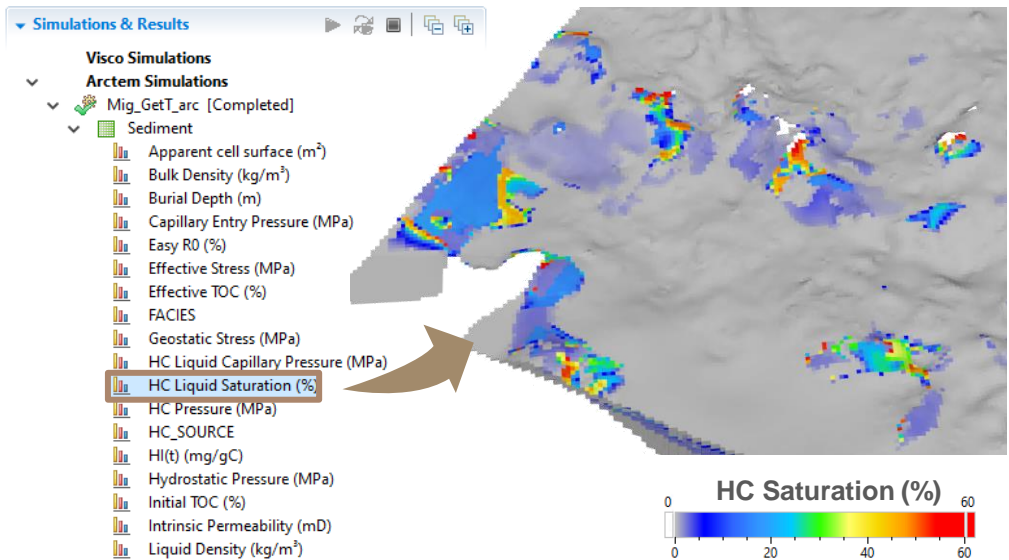 Simulations & Results
Visco Simulations
Arctem Simulations
Mig_GetT_arc [Completed]
Sediment
Apparent cell surface (m²)
Bulk Density (kg/m³)
Burial Depth (m)
Capillary Entry Pressure (MPa)
Easy R0 (%)
Effective Stress (MPa)
Effective TOC (%)
FACIES
Geostatic Stress (MPa)
HC Liquid Capillary Pressure (MPa)
HC Liquid Saturation (%)
HC Pressure (MPa)
HC_SOURCE
HI(t) (mg/gC)
Hydrostatic Pressure (MPa)
Initial TOC (%)
Intrinsic Permeability (mD)
Liquid Density (kg/m³)
HC Saturation (%)
0 60
0 20 40 60